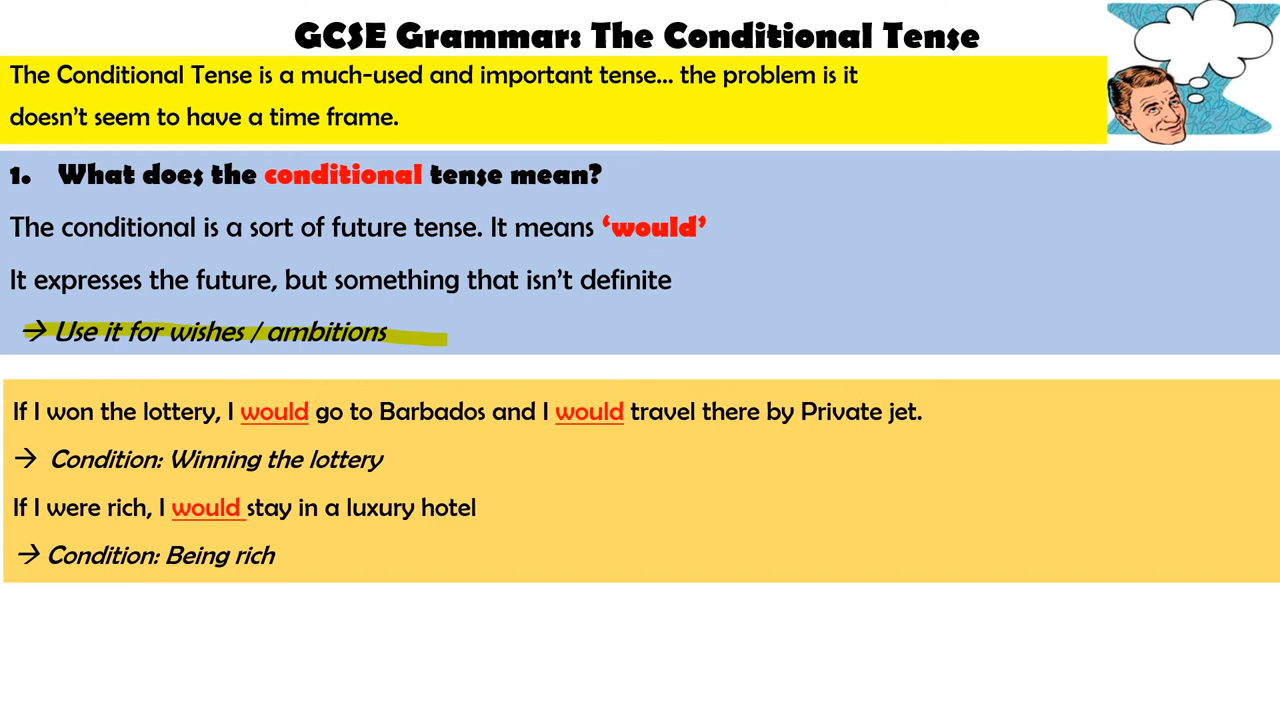 GCSE Grammar: The Conditional Tense
The Conditional Tense is a much-used and important tense... the problem is it
doesn't seem to have a time frame.
1. What does the conditional tense mean?
The conditional is a sort of future tense. It means 'would'
It expresses the future, but something that isn't definite
→ Use it for wishes / ambitions
If I won the lottery, I would go to Barbados and I would travel there by Private jet.
→ Condition: Winning the lottery
If I were rich, I would stay in a luxury hotel
→ Condition: Being rich